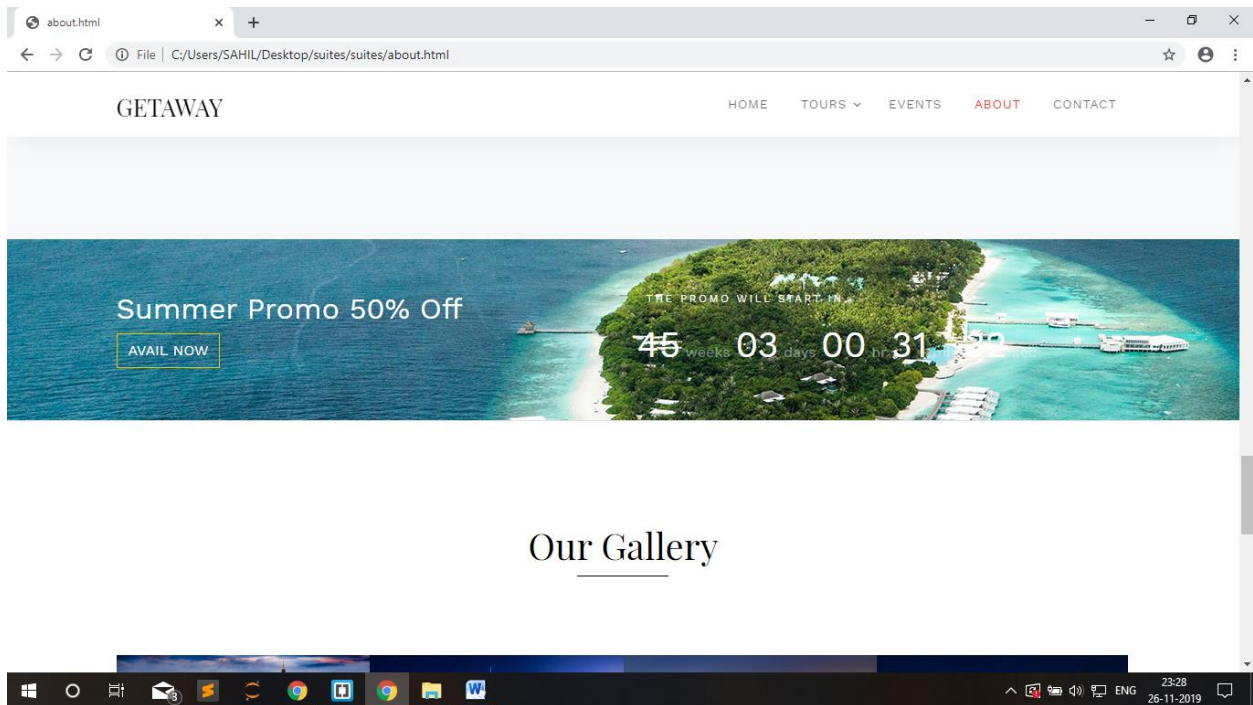 about.html
File | C:/Users/SAHIL/Desktop/suites/suites/about.html
GETAWAY
HOME TOURS EVENTS ABOUT CONTACT
Summer Promo 50% Off
THE PROMO WILL START IN
AVAIL NOW
45 weeks 03 days 00 hr 31
Our Gallery
3
ENG
23:28
26-11-2019